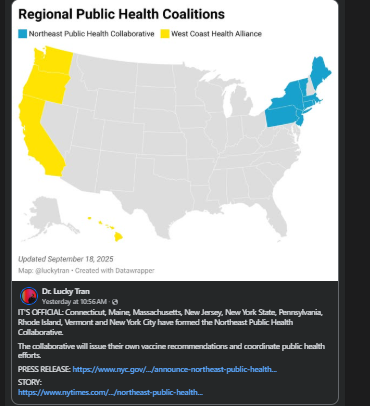 Regional Public Health Coalitions
Northeast Public Health Collaborative West Coast Health Alliance
Updated September 18, 2025
Map: @luckytran • Created with Datawrapper
Dr. Lucky Tran
Yesterday at 10:56 AM ·
IT'S OFFICIAL: Connecticut, Maine, Massachusetts, New Jersey, New York State, Pennsylvania,
Rhode Island, Vermont and New York City have formed the Northeast Public Health
Collaborative.
The collaborative will issue their own vaccine recommendations and coordinate public health
efforts.
PRESS RELEASE: https://www.nyc.gov/.../announce-northeast-public-health...
STORY:
https://www.nytimes.com/.../northeast-public-health...